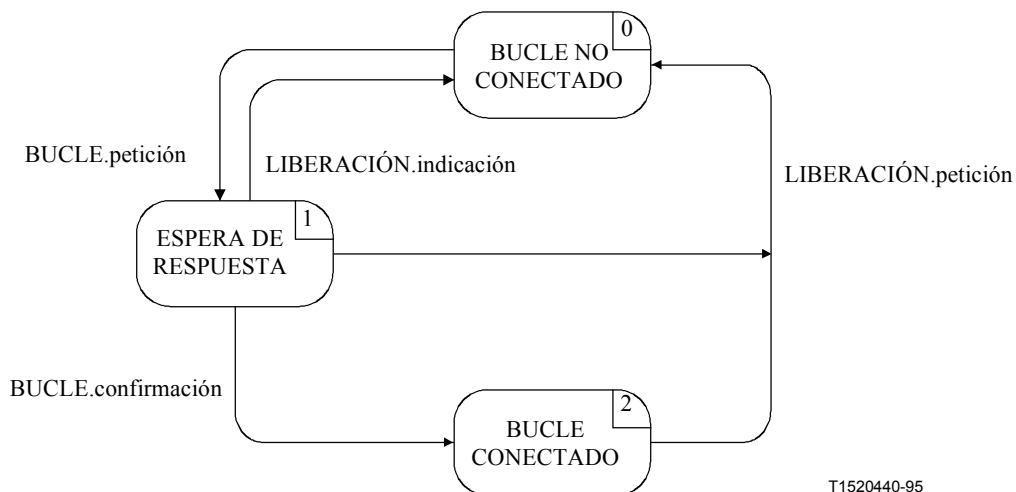 0
BUCLE NO
CONECTADO
BUCLE.petición
LIBERACIÓN.indicación
LIBERACIÓN.petición
1
ESPERA DE
RESPUESTA
BUCLE.confirmación
2
BUCLE
CONECTADO
T1520440-95